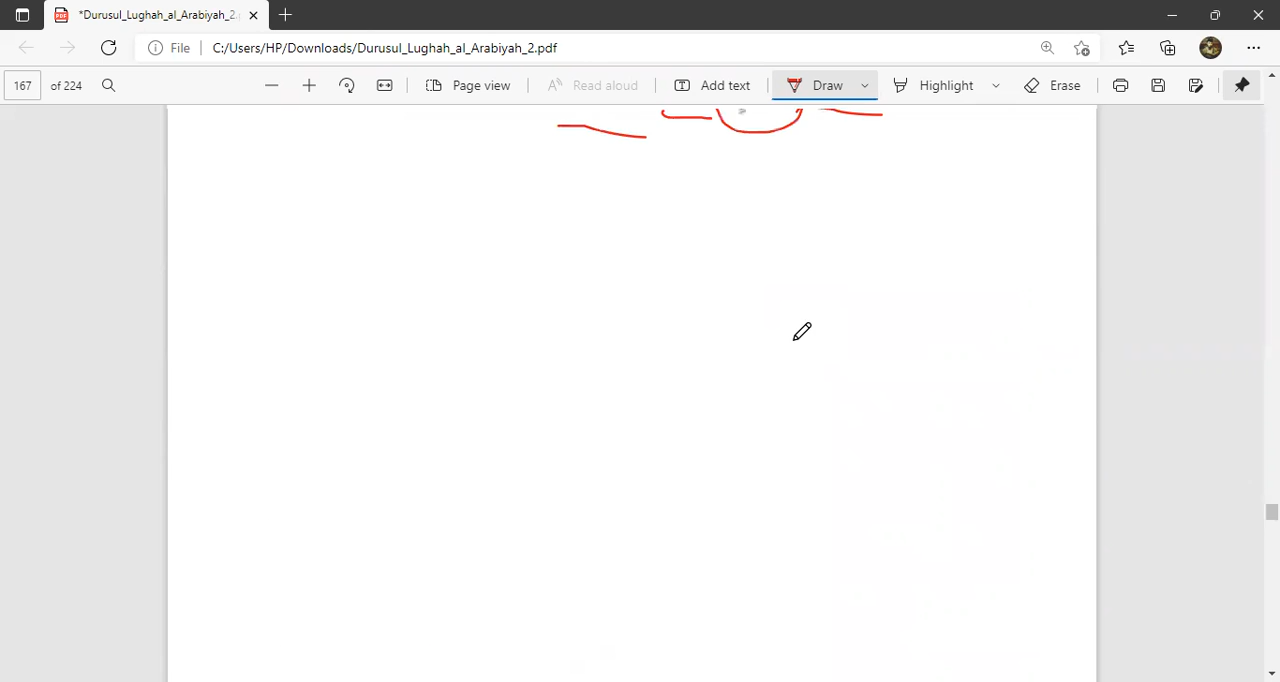 *Durusul_Lughah_al_Arabiyah_2.
File C:/Users/HP/Downloads/Durusul_Lughah_al_Arabiyah_2.pdf
167 of 224 Page view Read aloud Add text Draw Highlight Erase